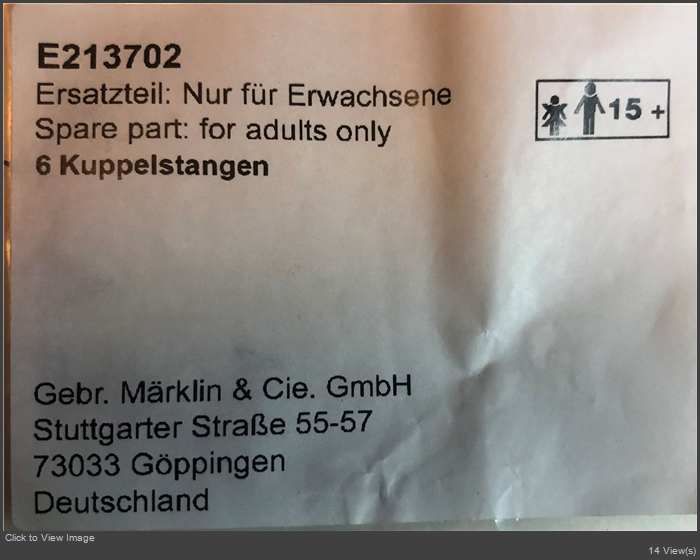 E213702
Ersatzteil: Nur für Erwachsene
Spare part: for adults only
15 +
6 Kuppelstangen
Gebr. Märklin & Cie. GmbH
Stuttgarter Straße 55-57
73033 Göppingen
Deutschland
Click to View Image
14 View(s)